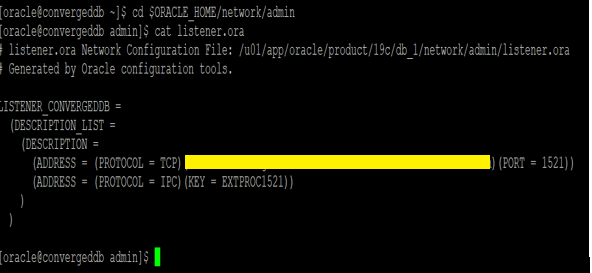 [oracle@convergeddb ~]$ cd $ORACLE_HOME/network/admin
[oracle@convergeddb admin]$ cat listener.ora
# listener.ora Network Configuration File: /u01/app/oracle/product/19c/db_1/network/admin/listener.ora
# Generated by Oracle configuration tools.
LISTENER_CONVERGEDDB =
(DESCRIPTION_LIST =
(DESCRIPTION =
(ADDRESS = (PROTOCOL = TCP) )(PORT = 1521))
(ADDRESS = (PROTOCOL = IPC)(KEY = EXTPROC1521))
)
)
[oracle@convergeddb admin]$